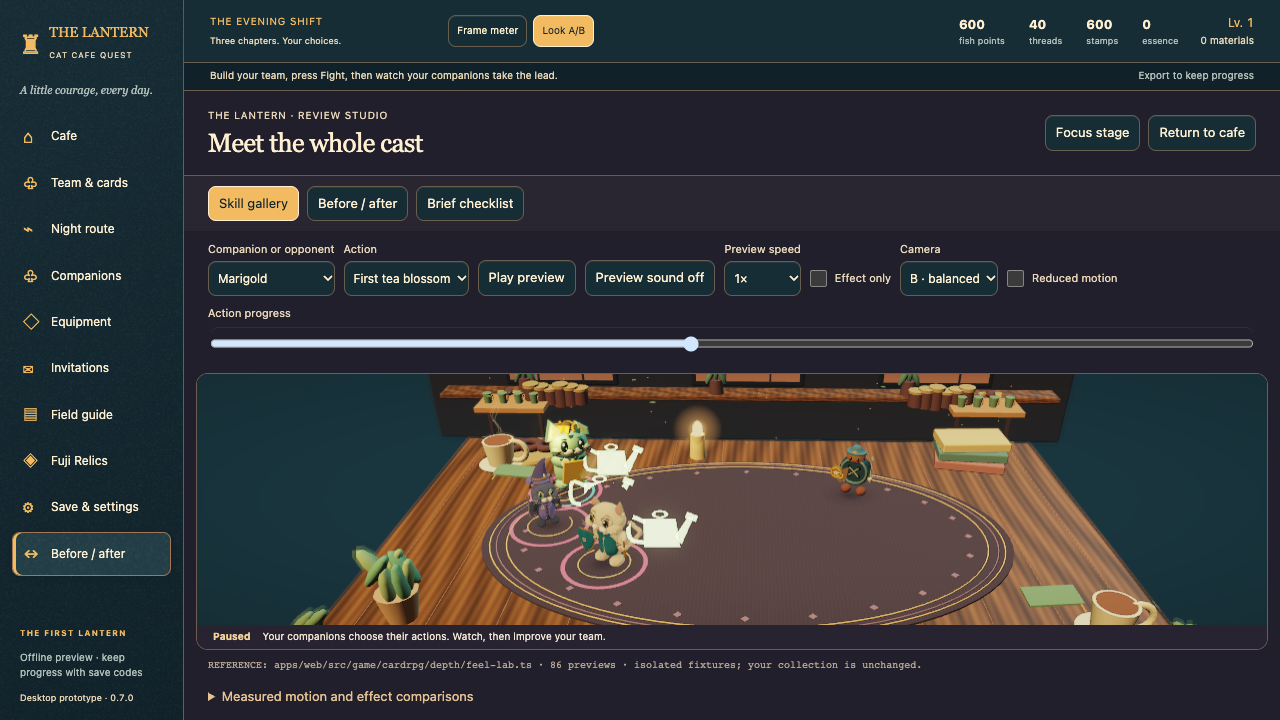 THE LANTERN
CAT CAFE QUEST
A little courage, every day.
Cafe
Team & cards
Night route
Companions
Equipment
Invitations
Field guide
Fuji Relics
Save & settings
Before / after
THE FIRST LANTERN
Offline preview · keep
progress with save codes
Desktop prototype · 0.7.0
THE EVENING SHIFT
Three chapters. Your choices.
Frame meter
Look A/B
600
fish points
40
threads
600
stamps
0
essence
Lv. 1
0 materials
Build your team, press Fight, then watch your companions take the lead.
Export to keep progress
THE LANTERN · REVIEW STUDIO
Meet the whole cast
Focus stage
Return to cafe
Skill gallery
Before / after
Brief checklist
Companion or opponent
Marigold
Action
First tea blossom
Play preview
Preview sound off
Preview speed
1x
Effect only
Camera
B · balanced
Reduced motion
Action progress
Paused
Your companions choose their actions. Watch, then improve your team.
REFERENCE: apps/web/src/game/cardrpg/depth/feel-lab.ts · 86 previews · isolated fixtures; your collection is unchanged.
Measured motion and effect comparisons